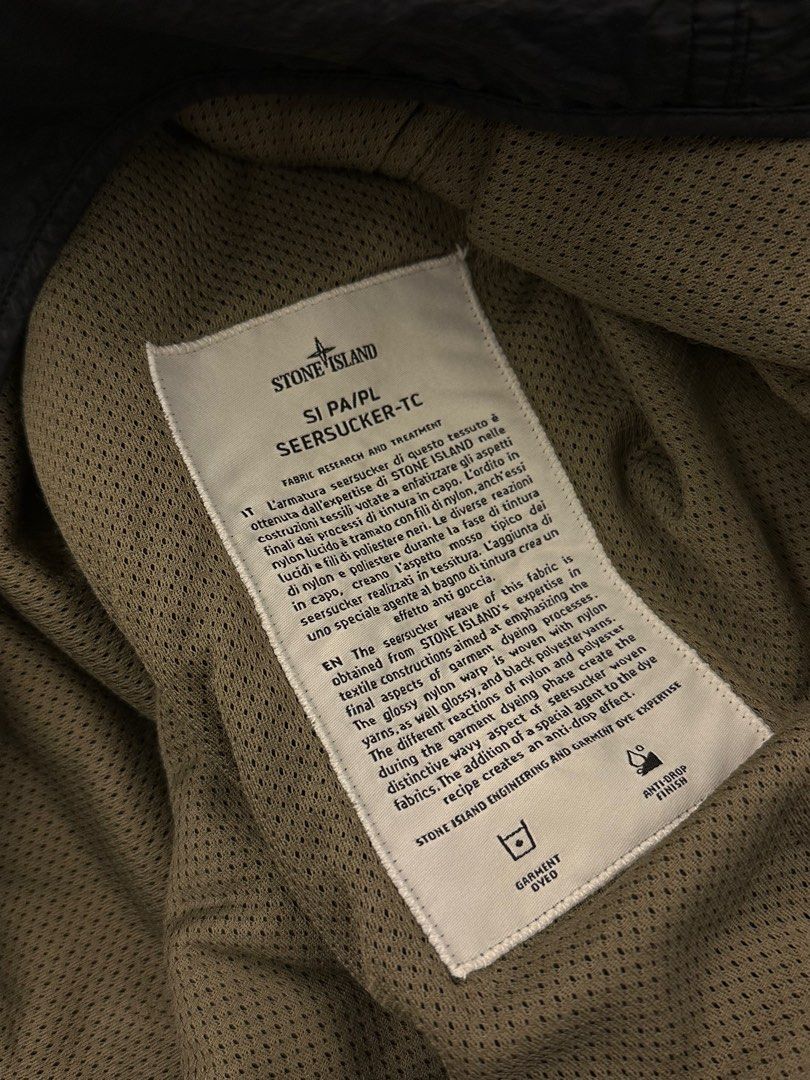 STONE ISLAND
SI PA/PL
SEERSUCKER-TC
FABRIC RESEARCH AND TREATMENT
IT L'armatura seersucker di questo tessuto è
ottenuta dall'expertise di STONE ISLAND nelle
costruzioni tessili votate a enfatizzare gli aspetti
finali dei processi di tintura in capo. L'ordito in
nylon lucido è tramato con fili di nylon, anch'essi
lucidi e fili di poliestere neri. Le diverse reazioni
di nylon e poliestere durante la fase di tintura
in capo, creano l'aspetto mosso tipico dei
seersucker realizzati in tessitura. L'aggiunta di
uno speciale agente al bagno di tintura crea un
effetto anti goccia.
EN The seersucker weave of this fabric is
obtained from STONE ISLAND's expertise in
textile constructions aimed at emphasizing the
final aspects of garment dyeing processes.
The glossy nylon warp is woven with nylon
yarns, as well glossy, and black polyester yarns.
The different reactions of nylon and polyester
during the garment dyeing phase create the
distinctive wavy aspect of seersucker woven
fabrics. The addition of a special agent to the dye
recipe creates an anti-drop effect.
STONE ISLAND ENGINEERING AND GARMENT DYE EXPERTISE
GARMENT
DYED
ANTI-DROP
FINISH